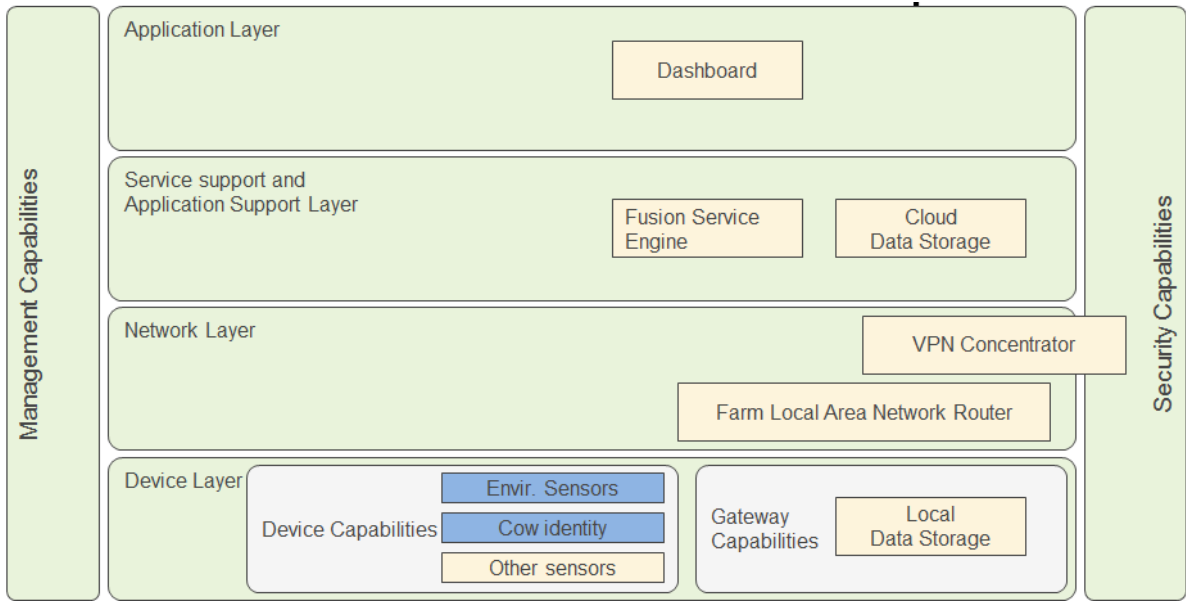 Management Capabilities
Application Layer
Dashboard
Service support and
Application Support Layer
Fusion Service
Engine
Cloud
Data Storage
Network Layer
VPN Concentrator
Farm Local Area Network Router
Device Layer
Device Capabilities
Envir. Sensors
Cow identity
Other sensors
Gateway
Capabilities
Local
Data Storage
Security Capabilities